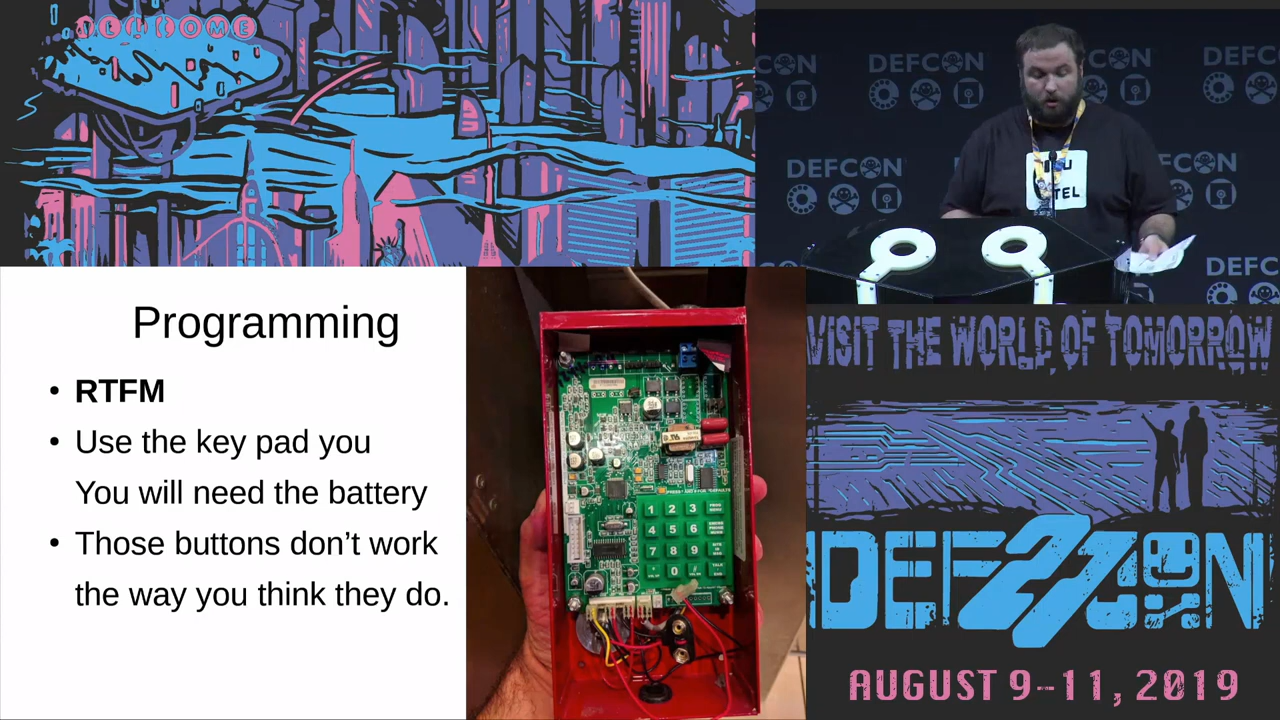 WELCOME
DEFCON
DEFCON
DEFCON
DEFCON
TEL
Programming
• RTFM
• Use the key pad you
You will need the battery
• Those buttons don’t work
the way you think they do.
1 2 3
4 5 6
7 8 9
0
VISIT THE WORLD OF TOMORROW
DEFCON
AUGUST 9-11, 2019